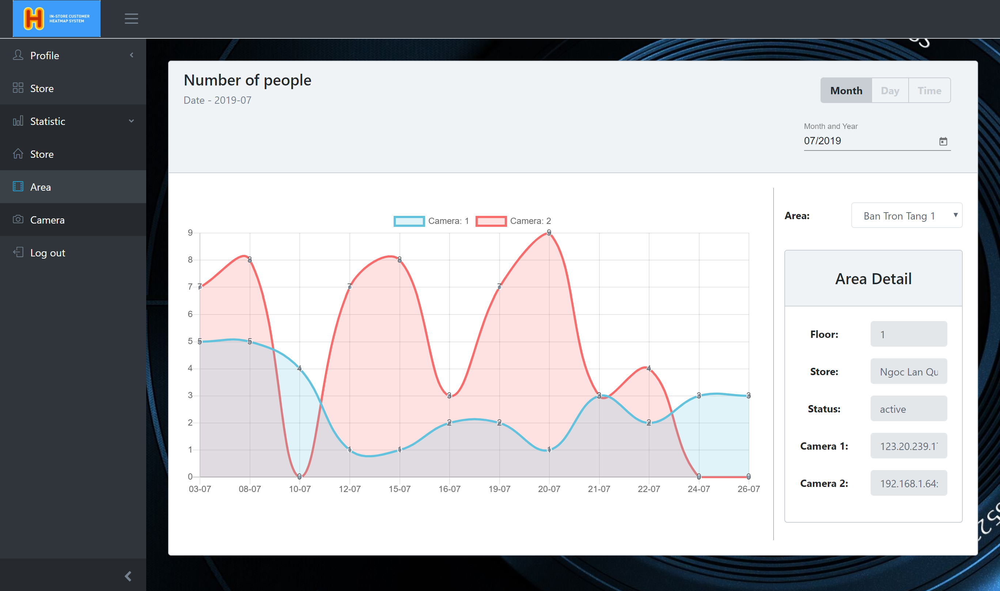 IN-STORE CUSTOMER
HEATMAP SYSTEM
Profile
Store
Statistic
Store
Area
Camera
Log out
Number of people
Date - 2019-07
Month Day Time
Month and Year
07/2019
Camera: 1 Camera: 2
9
8
7
6
5
4
3
2
1
0
7 8 0 7 8 3 7 9 3 4 0 0
5 5 4 1 1 2 2 1 3 2 3 3
03-07 08-07 10-07 12-07 15-07 16-07 19-07 20-07 21-07 22-07 24-07 26-07
Area: Ban Tron Tang 1
Area Detail
Floor: 1
Store: Ngoc Lan Qu
Status: active
Camera 1: 123.20.239.1
Camera 2: 192.168.1.64: